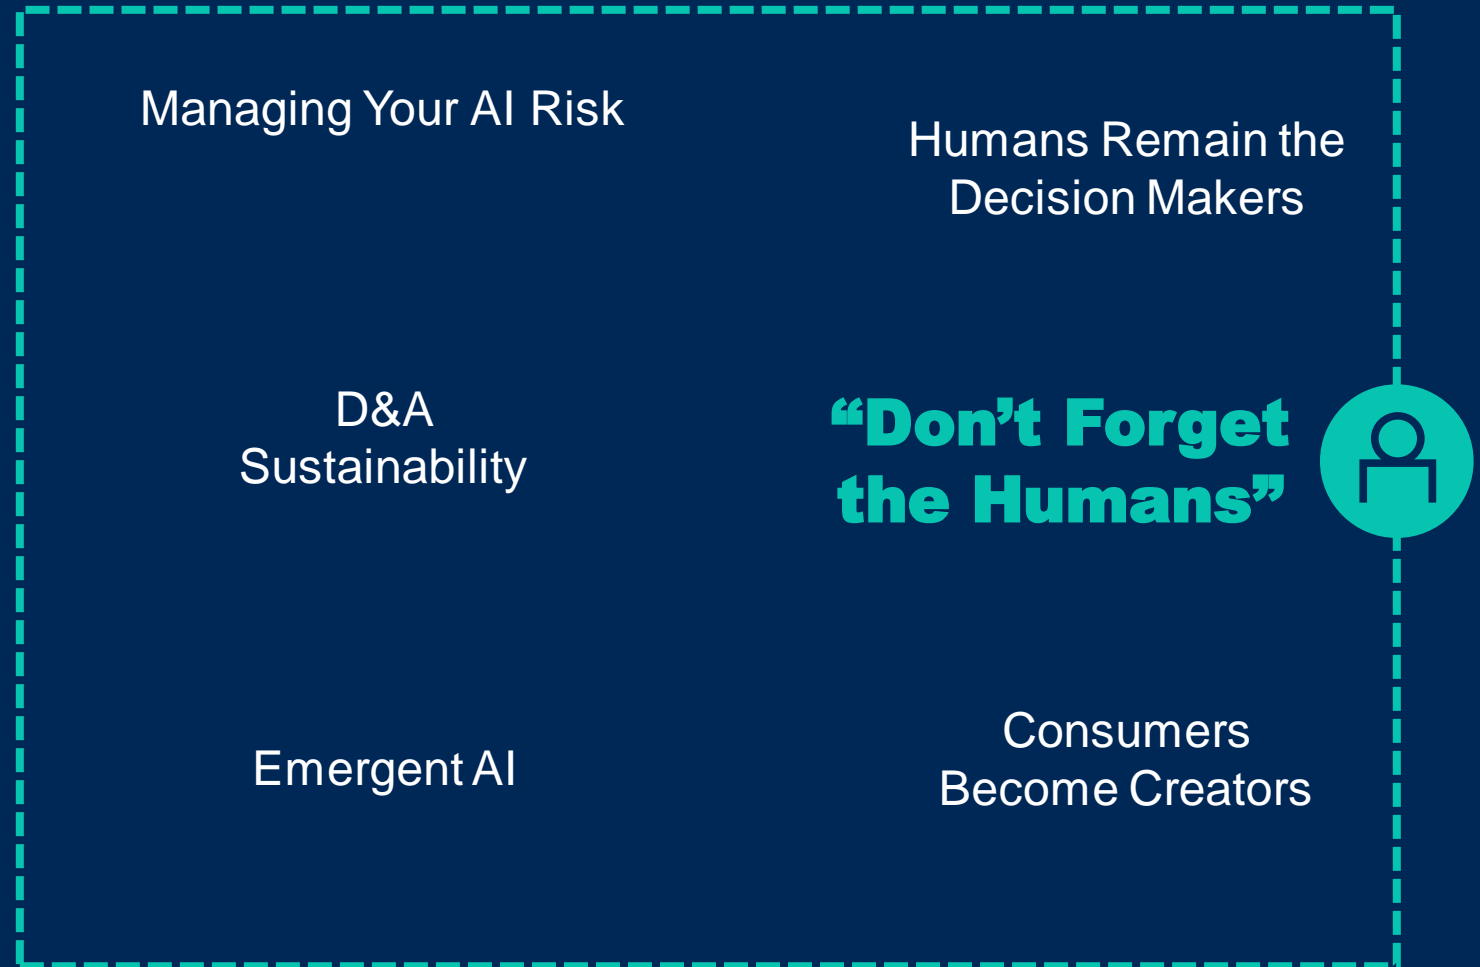 Managing Your AI Risk
Humans Remain the
Decision Makers
D&A
Sustainability
“Don’t Forget
the Humans”
Emergent AI
Consumers
Become Creators